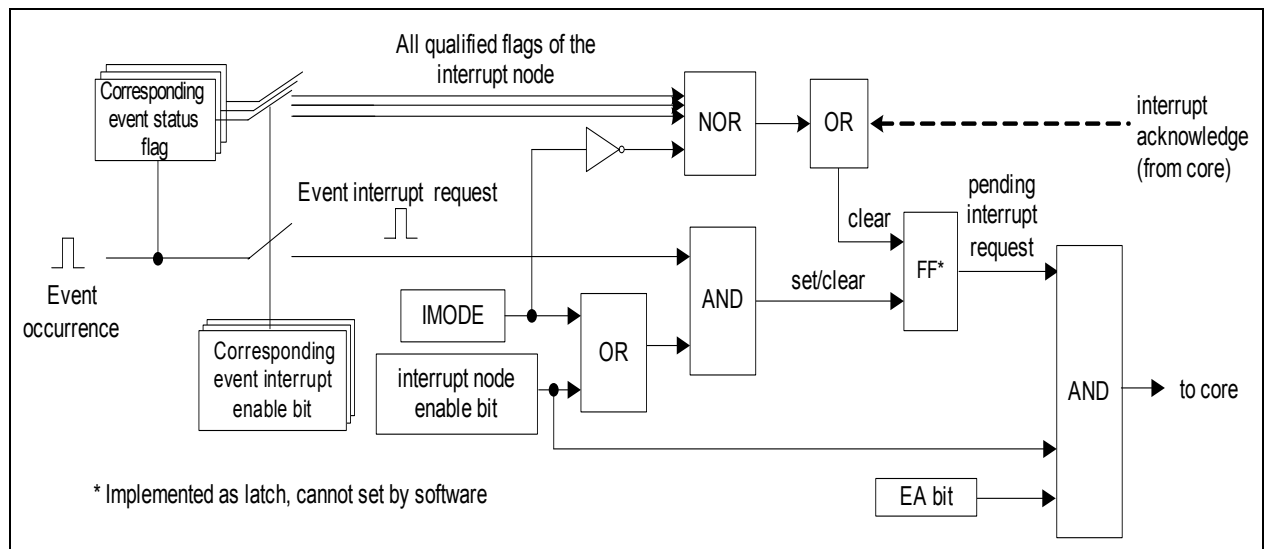 All qualified flags of the
interrupt node
Corresponding
event status
flag
NOR
OR
interrupt
acknowledge
(from core)
Event interrupt request
pending
interrupt
request
clear
FF*
Event
occurrence
AND
set/clear
IMODE
OR
Corresponding
event interrupt
enable bit
interrupt node
enable bit
AND
to core
EA bit
* Implemented as latch, cannot set by software